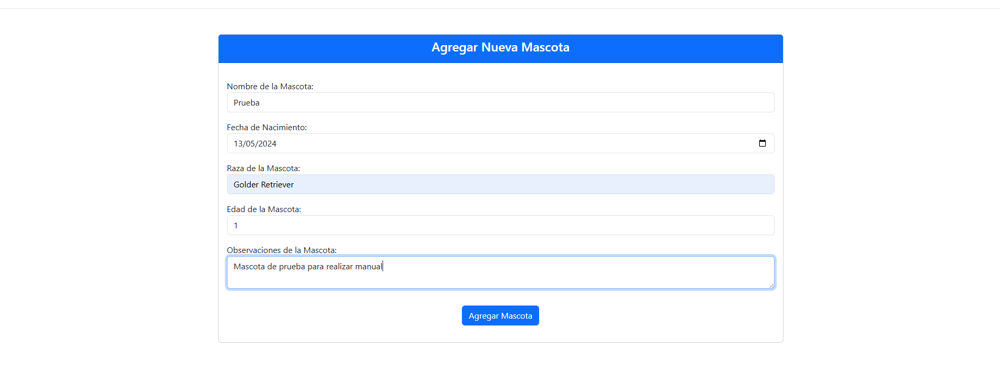 Agregar Nueva Mascota
Nombre de la Mascota:
Prueba
Fecha de Nacimiento:
13/05/2024
Raza de la Mascota:
Golder Retriever
Edad de la Mascota:
1
Observaciones de la Mascota:
Mascota de prueba para realizar manual
Agregar Mascota